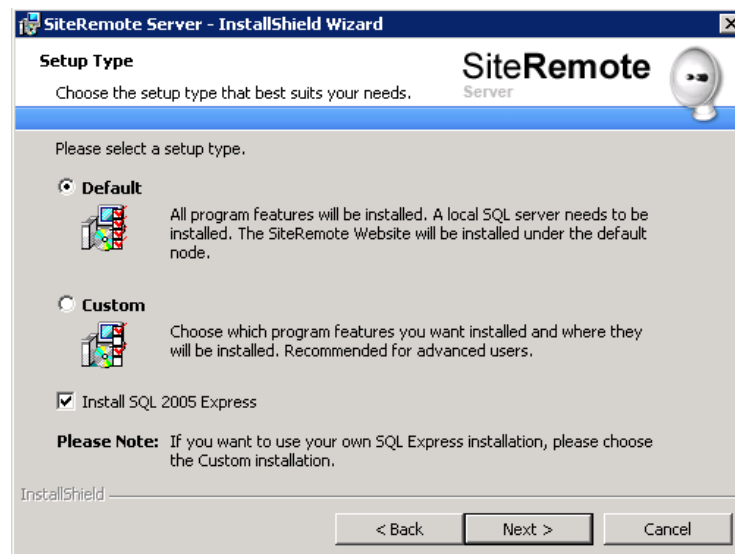 SiteRemote Server - InstallShield Wizard
Setup Type
Choose the setup type that best suits your needs.
SiteRemote
Server
Please select a setup type.
Default
All program features will be installed. A local SQL server needs to be
installed. The SiteRemote Website will be installed under the default
node.
Custom
Choose which program features you want installed and where they
will be installed. Recommended for advanced users.
Install SQL 2005 Express
Please Note: If you want to use your own SQL Express installation, please choose
the Custom installation.
InstallShield
< Back Next > Cancel